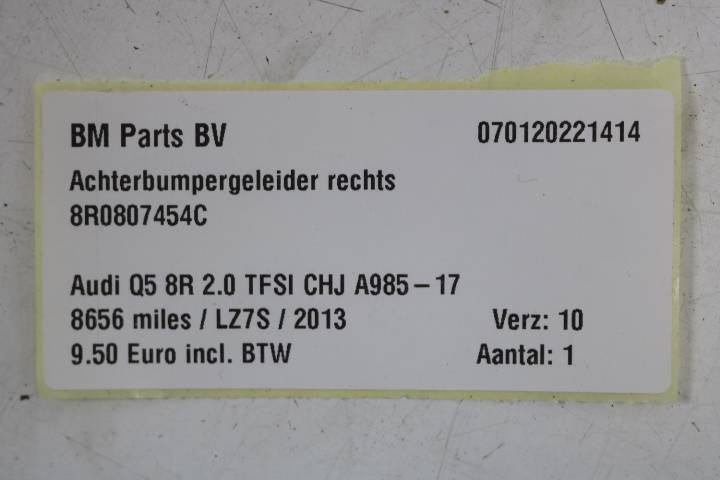 BM Parts BV 070120221414
Achterbumpergeleider rechts
8R0807454C
Audi Q5 8R 2.0 TFSI CHJ A985-17
8656 miles / LZ7S / 2013 Verz: 10
9.50 Euro incl. BTW Aantal: 1